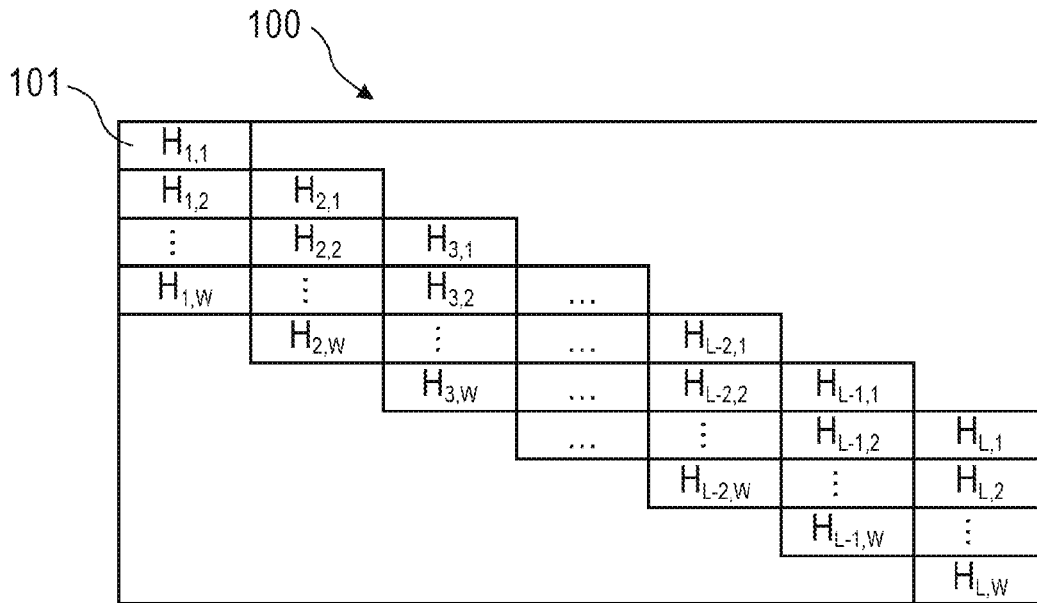 100
101
H1,1
H1,2 H2,1
⋮ H2,2 H3,1
H1,W ⋮ H3,2 ...
H2,W ⋮ ... HL-2,1
H3,W ... HL-2,2 HL-1,1
... ⋮ HL-1,2 HL,1
HL-2,W ⋮ HL,2
HL-1,W ⋮
HL,W